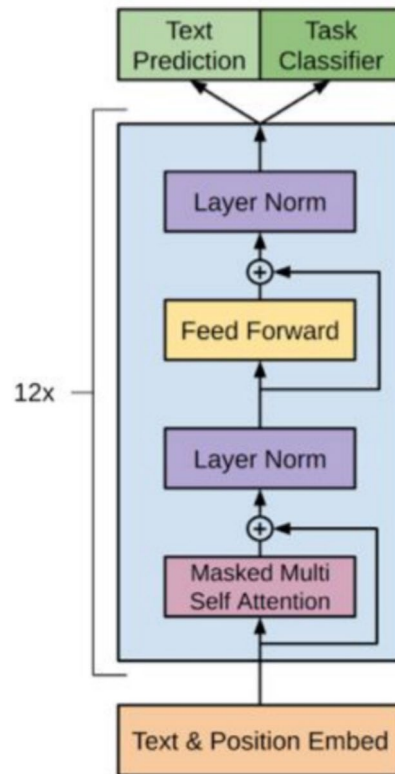 Text
Prediction
Task
Classifier
Layer Norm
Feed Forward
12x
Layer Norm
Masked Multi
Self Attention
Text & Position Embed